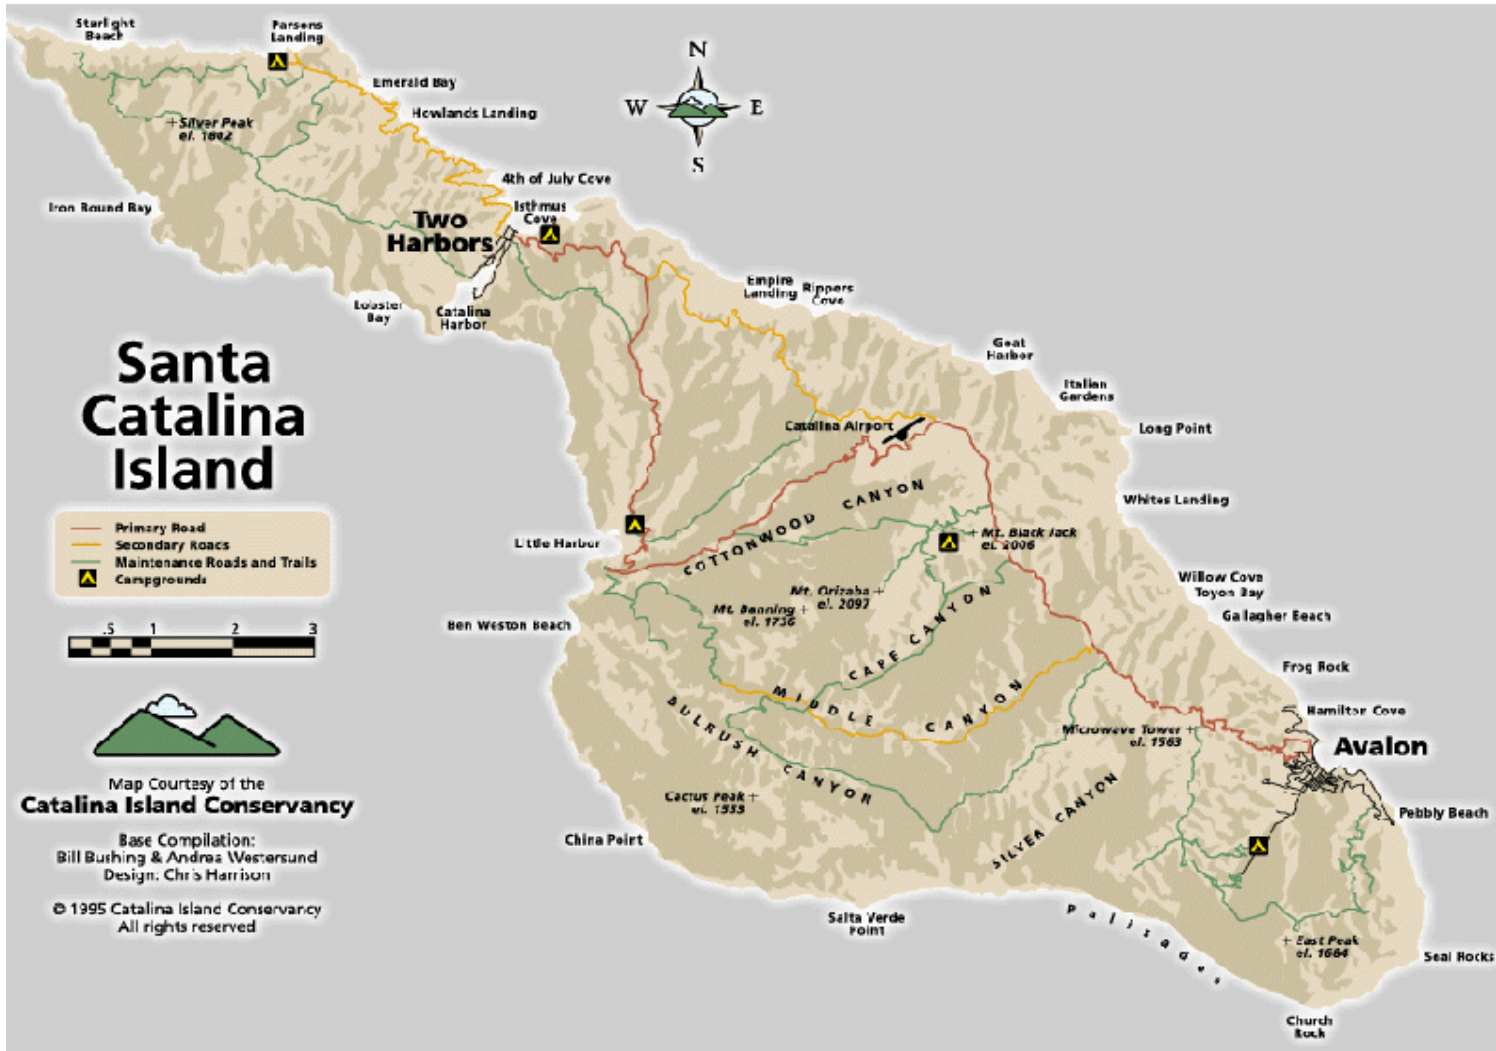 Starlight
Beach
Parsons
Landing
Emerald Bay
Howlands Landing
Silver Peak
4th of July Cove
Isthmus
Cove
Iron Bound Bay
Two
Harbors
Lobster
Bay
Catalina
Harbor
N
W
E
S
Empire
Landing
Rippers
Cove
Goat
Harbor
Italian
Gardens
Long Point
Catalina Airport
Whites Landing
COTTONWOOD CANYON
Little Harbor
Mt. Black Jack
el. 2006
Mt. Orizaba
el. 2097
Mt. Banning
el. 1736
Willow Cove
Toyon Bay
Gallagher Beach
CAPE CANYON
Ben Weston Beach
Frog Rock
MIDDLE CANYON
BULRUSH CANYON
Hamilton Cove
Microwave Tower
el. 1563
Avalon
Cactus Peak
China Point
SILVER CANYON
Pebbly Beach
Salta Verde
Point
Palisades
East Peak
el. 1664
Seal Rocks
Church
Rock
Santa
Catalina
Island
Primary Road
Secondary Roads
Maintenance Roads and Trails
Campgrounds
.5 1 2 3
Map Courtesy of the
Catalina Island Conservancy
Base Compilation:
Bill Bushing & Andrea Westersund
Design: Chris Harrison
© 1995 Catalina Island Conservancy
All rights reserved